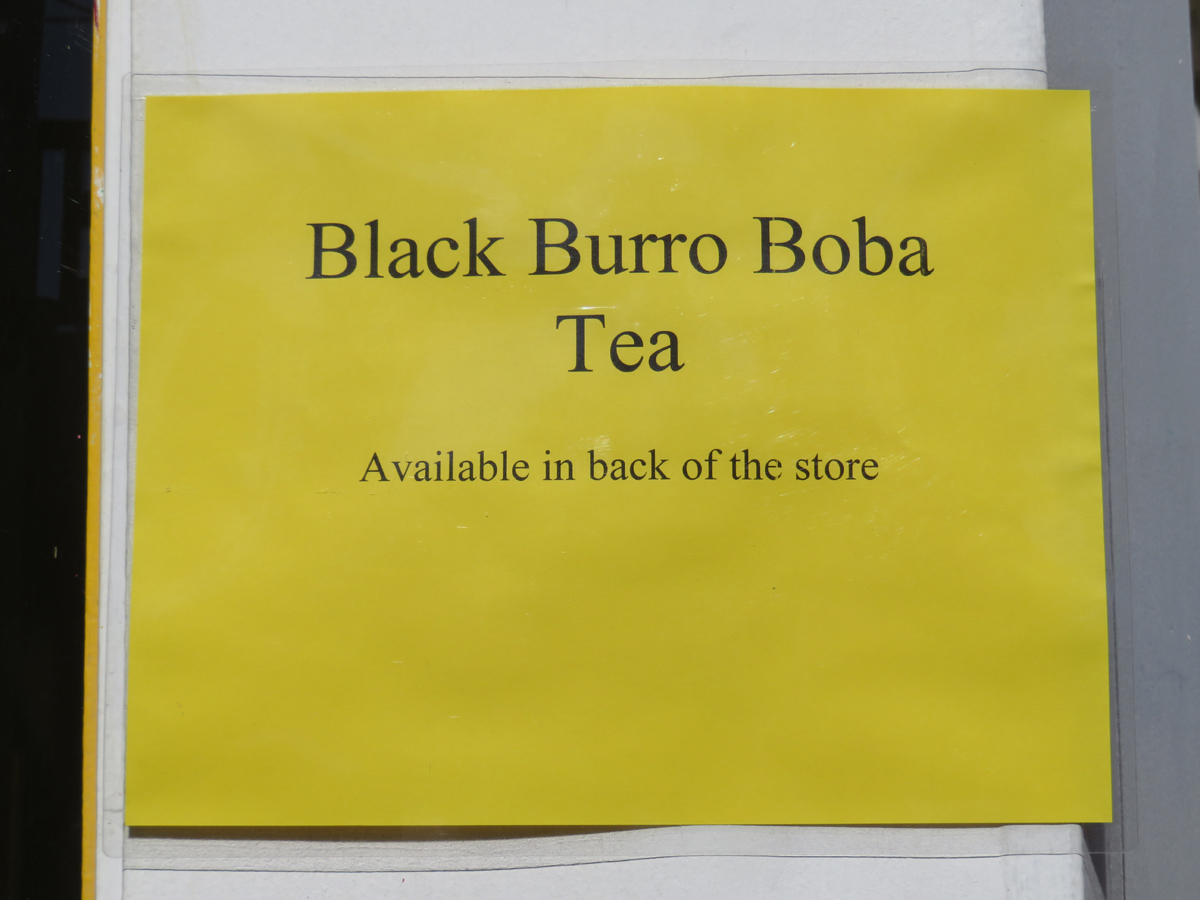 Black Burro Boba
Tea
Available in back of the store